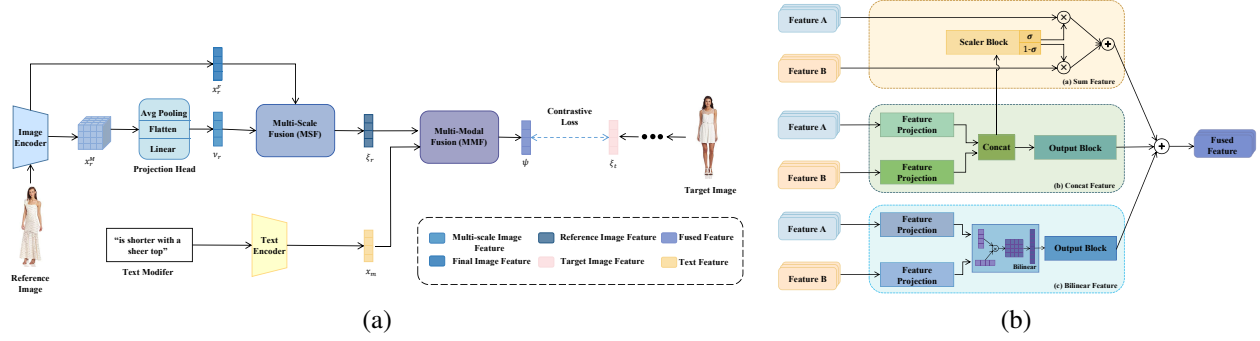 Image
Encoder
x_r^F
x_r^M
Avg Pooling
Flatten
Linear
Projection Head
v_r
Multi-Scale
Fusion (MSF)
ξ_r
Multi-Modal
Fusion (MMF)
ψ
Contrastive
Loss
ξ_t
Target Image
Reference
Image
“is shorter with a
sheer top”
Text Modifer
Text
Encoder
x_m
Multi-scale Image
Feature
Reference Image Feature
Fused Feature
Final Image Feature
Target Image Feature
Text Feature
(a)
Feature A
Feature B
Scaler Block
σ
1-σ
(a) Sum Feature
Feature A
Feature B
Feature
Projection
Feature
Projection
Concat
Output Block
(b) Concat Feature
Feature A
Feature B
Feature
Projection
Feature
Projection
Bilinear
Output Block
(c) Bilinear Feature
Fused
Feature
(b)